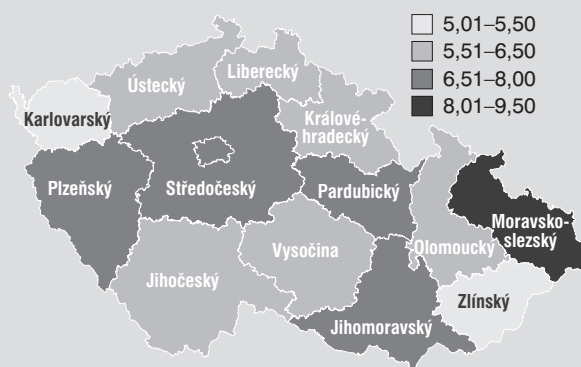 5,01–5,50
5,51–6,50
6,51–8,00
8,01–9,50
Ústecký
Liberecký
Karlovarský
Králové-
hradecký
Plzeňský
Středočeský
Pardubický
Moravsko-
slezský
Vysočina
Olomoucký
Jihočeský
Zlínský
Jihomoravský